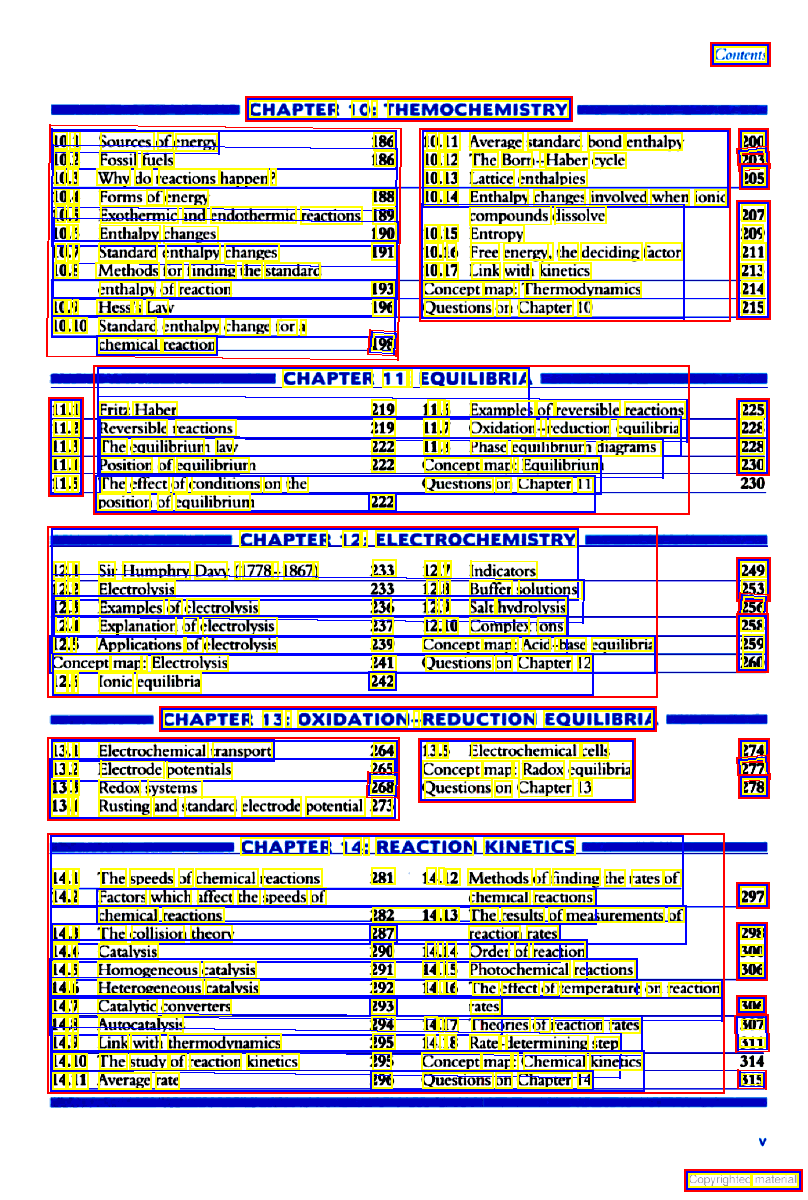 Contents
CHAPTER 10: THEMOCHEMISTRY
10.1 Sources of energy 186
10.2 Fossil fuels 186
10.3 Why do reactions happen?
10.4 Forms of energy 188
10.5 Exothermic and endothermic reactions 189
10.6 Enthalpy changes 190
10.7 Standard enthalpy changes 191
10.8 Methods for finding the standard
enthalpy of reaction 193
10.9 Hess's Law 196
10.10 Standard enthalpy change for a
chemical reaction 198
10.11 Average standard bond enthalpy 200
10.12 The Born–Haber cycle 203
10.13 Lattice enthalpies 205
10.14 Enthalpy changes involved when ionic
compounds dissolve 207
10.15 Entropy 209
10.16 Free energy, the deciding factor 211
10.17 Link with kinetics 213
Concept map: Thermodynamics 214
Questions on Chapter 10 215
CHAPTER 11: EQUILIBRIA
11.1 Fritz Haber 219
11.2 Reversible reactions 219
11.3 The equilibrium law 222
11.4 Position of equilibrium 222
11.5 The effect of conditions on the
position of equilibrium 222
11.6 Examples of reversible reactions 225
11.7 Oxidation–reduction equilibria 228
11.8 Phase equilibrium diagrams 228
Concept map: Equilibrium 230
Questions on Chapter 11 230
CHAPTER 12: ELECTROCHEMISTRY
12.1 Sir Humphry Davy (1778–1867) 233
12.2 Electrolysis 233
12.3 Examples of electrolysis 236
12.4 Explanation of electrolysis 237
12.5 Applications of electrolysis 239
Concept map: Electrolysis 241
12.6 Ionic equilibria 242
12.7 Indicators 249
12.8 Buffer solutions 253
12.9 Salt hydrolysis 256
12.10 Complex ions 258
Concept map: Acid–base equilibria 259
Questions on Chapter 12 260
CHAPTER 13: OXIDATION–REDUCTION EQUILIBRIA
13.1 Electrochemical transport 264
13.2 Electrode potentials 265
13.3 Redox systems 268
13.4 Rusting and standard electrode potential 273
13.5 Electrochemical cells 274
Concept map: Radox equilibria 277
Questions on Chapter 13 278
CHAPTER 14: REACTION KINETICS
14.1 The speeds of chemical reactions 281
14.2 Factors which affect the speeds of
chemical reactions 282
14.3 The collision theory 287
14.4 Catalysis 290
14.5 Homogeneous catalysis 291
14.6 Heterogeneous catalysis 292
14.7 Catalytic converters 293
14.8 Autocatalysis 294
14.9 Link with thermodynamics 295
14.10 The study of reaction kinetics 295
14.11 Average rate 296
14.12 Methods of finding the rates of
chemical reactions 297
14.13 The results of measurements of
reaction rates 298
14.14 Order of reaction 300
14.15 Photochemical reactions 306
14.16 The effect of temperature on reaction
rates 306
14.17 Theories of reaction rates 307
14.18 Rate-determining step 311
Concept map: Chemical kinetics 314
Questions on Chapter 14 315
v
Copyrighted material